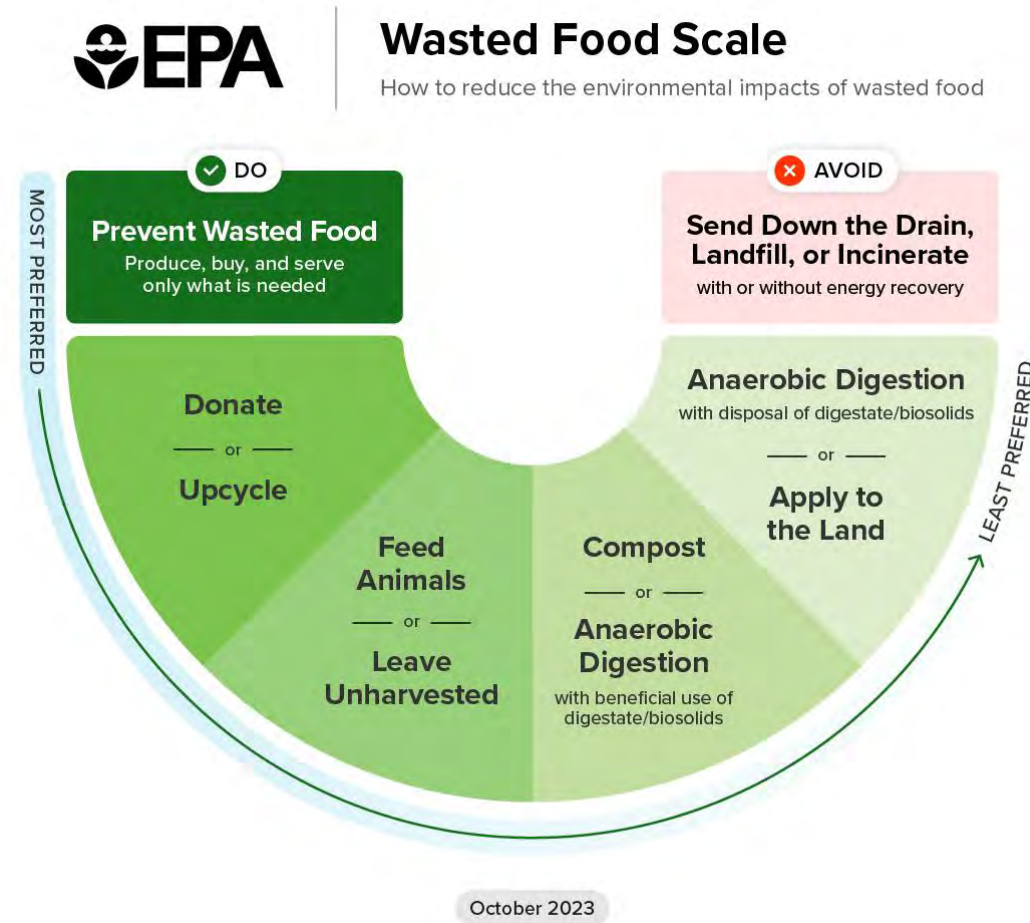 EPA
Wasted Food Scale
How to reduce the environmental impacts of wasted food
DO
Prevent Wasted Food
Produce, buy, and serve
only what is needed
AVOID
Send Down the Drain,
Landfill, or Incinerate
with or without energy recovery
MOST PREFERRED
Donate
or
Upcycle
Feed
Animals
or
Leave
Unharvested
Compost
or
Anaerobic
Digestion
with beneficial use of
digestate/biosolids
Anaerobic Digestion
with disposal of digestate/biosolids
or
Apply to
the Land
LEAST PREFERRED
October 2023